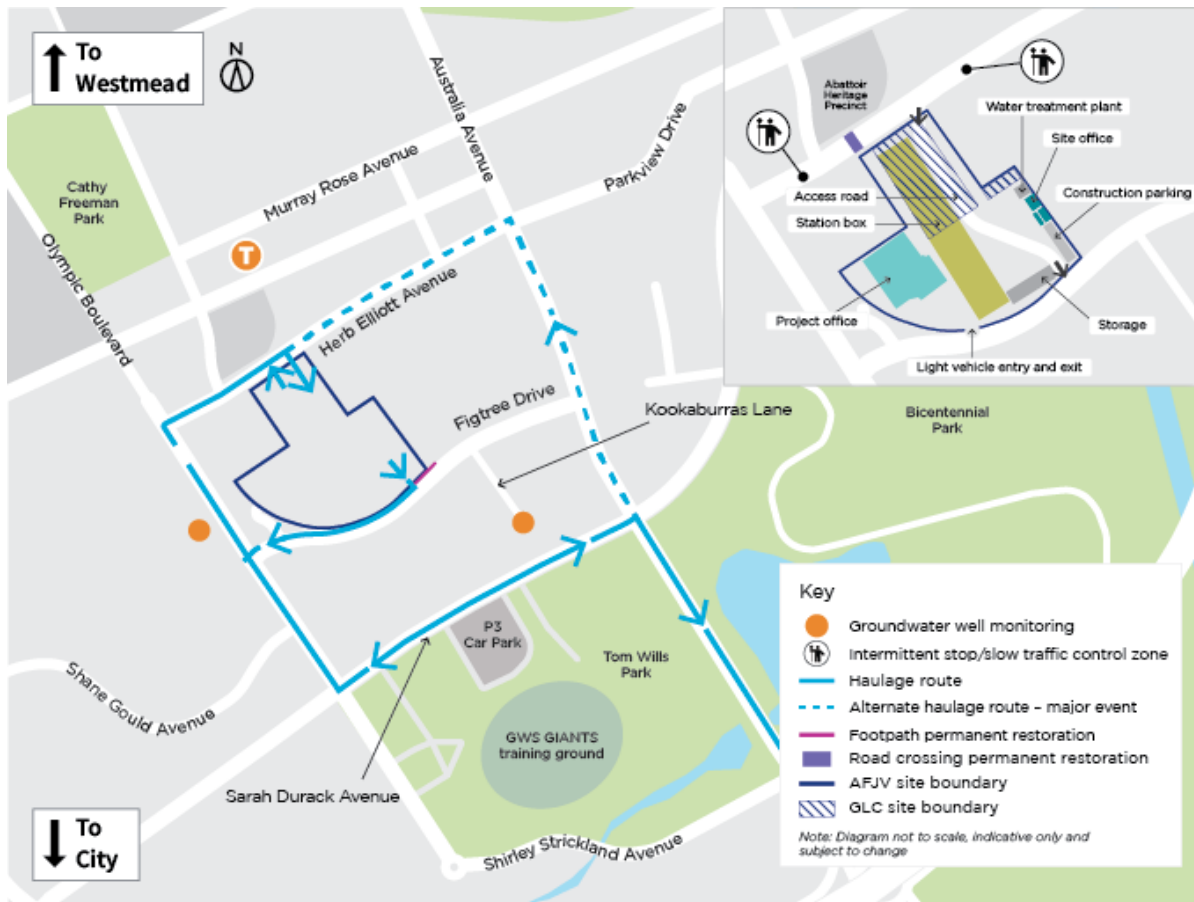 To
Westmead
N
Australia Avenue
Parkview Drive
Murray Rose Avenue
Cathy
Freeman
Park
T
Olympic Boulevard
Herb Elliott Avenue
Figtree Drive
Kookaburras Lane
Bicentennial
Park
P3
Car Park
Tom Wills
Park
Shane Gould Avenue
GWS GIANTS
training ground
Sarah Durack Avenue
Shirley Strickland Avenue
To
City
Abattoir
Heritage
Precinct
Water treatment plant
Site office
Construction parking
Access road
Station box
Project office
Storage
Light vehicle entry and exit
Key
Groundwater well monitoring
Intermittent stop/slow traffic control zone
Haulage route
Alternate haulage route – major event
Footpath permanent restoration
Road crossing permanent restoration
AFJV site boundary
GLC site boundary
Note: Diagram not to scale, indicative only and
subject to change